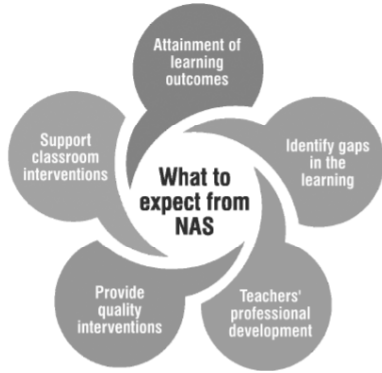 Attainment of
learning
outcomes
Identify gaps
in the
learning
Teachers'
professional
development
Provide
quality
interventions
Support
classroom
interventions
What to
expect from
NAS